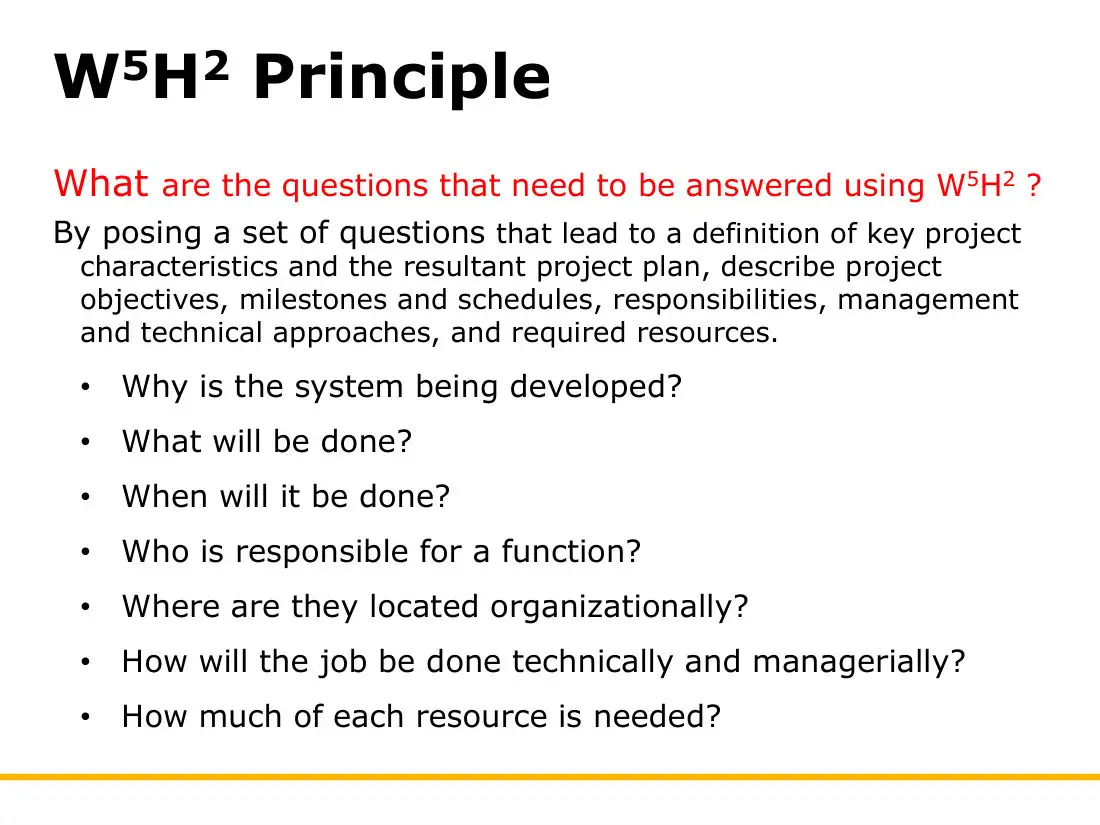 W⁵H² Principle
What are the questions that need to be answered using W⁵H² ?
By posing a set of questions that lead to a definition of key project
characteristics and the resultant project plan, describe project
objectives, milestones and schedules, responsibilities, management
and technical approaches, and required resources.
• Why is the system being developed?
• What will be done?
• When will it be done?
• Who is responsible for a function?
• Where are they located organizationally?
• How will the job be done technically and managerially?
• How much of each resource is needed?